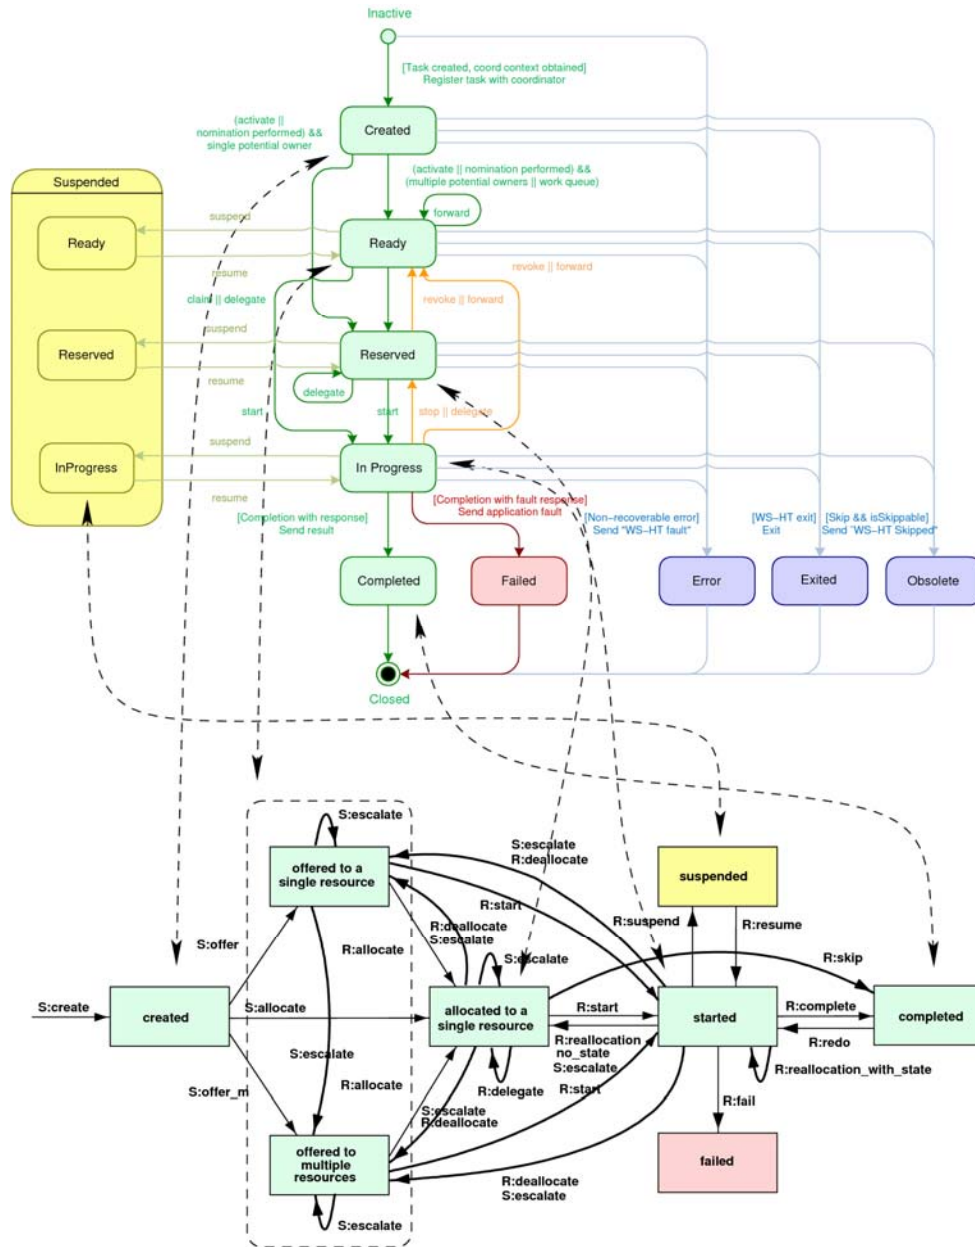 Inactive
[Task created, coord context obtained]
Register task with coordinator
(activate ||
nomination performed) &&
single potential owner
Created
(activate || nomination performed) &&
(multiple potential owners || work queue)
Suspended
forward
suspend
Ready
Ready
resume
revoke || forward
claim || delegate
revoke || forward
suspend
Reserved
Reserved
resume
delegate
start
start
stop || delegate
suspend
InProgress
In Progress
resume
[Completion with response]
Send result
[Completion with fault response]
Send application fault
[Non-recoverable error]
Send "WS-HT fault"
[WS-HT exit]
Exit
[Skip && isSkippable]
Send "WS-HT Skipped"
Completed
Failed
Error
Exited
Obsolete
Closed
S:escalate
S:escalate
R:deallocate
offered to a
single resource
suspended
R:start
R:deallocate
S:escalate
R:suspend
R:resume
S:offer
R:allocate
S:escalate
R:skip
S:create
created
S:allocate
allocated to a
single resource
R:start
started
R:complete
completed
R:reallocation
no_state
S:escalate
R:redo
S:escalate
R:allocate
R:delegate
R:start
R:reallocation_with_state
S:offer_m
S:escalate
R:deallocate
R:fail
offered to
multiple
resources
failed
R:deallocate
S:escalate
S:escalate